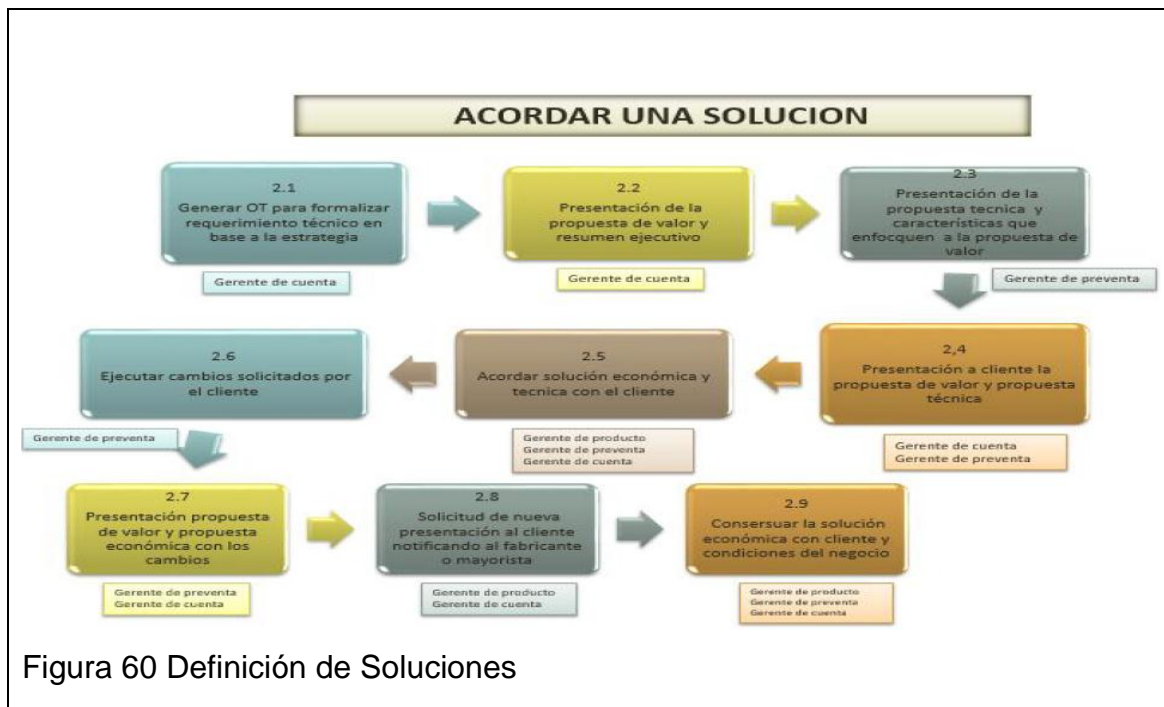 ACORDAR UNA SOLUCION
2.1
Generar OT para formalizar
requerimiento técnico en
base a la estrategia
Gerente de cuenta
2.2
Presentación de la
propuesta de valor y
resumen ejecutivo
Gerente de cuenta
2.3
Presentación de la
propuesta tecnica y
características que
enfocquen a la propuesta de
valor
Gerente de preventa
2,4
Presentación a cliente la
propuesta de valor y propuesta
técnica
Gerente de cuenta
Gerente de preventa
2.5
Acordar solución económica y
tecnica con el cliente
Gerente de producto
Gerente de preventa
Gerente de cuenta
2.6
Ejecutar cambios solicitados por
el cliente
Gerente de preventa
2.7
Presentación propuesta
de valor y propuesta
económica con los
cambios
Gerente de preventa
Gerente de cuenta
2.8
Solicitud de nueva
presentación al cliente
notificando al fabricante
o mayorista
Gerente de producto
Gerente de cuenta
2.9
Consersuar la solución
económica con cliente y
condiciones del negocio
Gerente de producto
Gerente de preventa
Gerente de cuenta
Figura 60 Definición de Soluciones